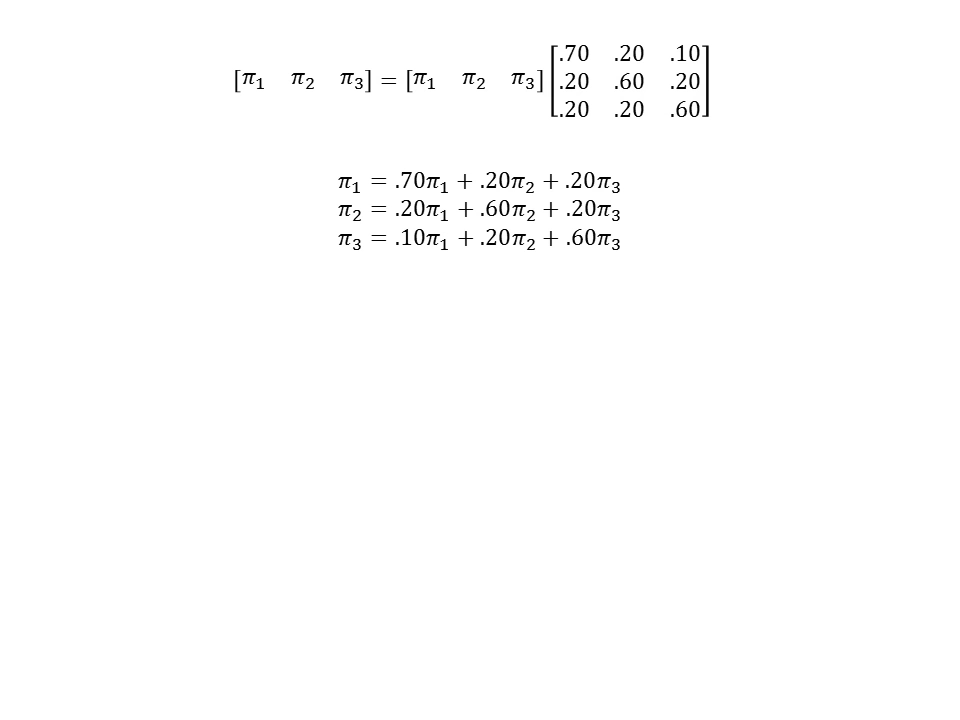 [π₁ π₂ π₃] = [π₁ π₂ π₃] [.70 .20 .10
.20 .60 .20
.20 .20 .60]
π₁ = .70π₁ + .20π₂ + .20π₃
π₂ = .20π₁ + .60π₂ + .20π₃
π₃ = .10π₁ + .20π₂ + .60π₃